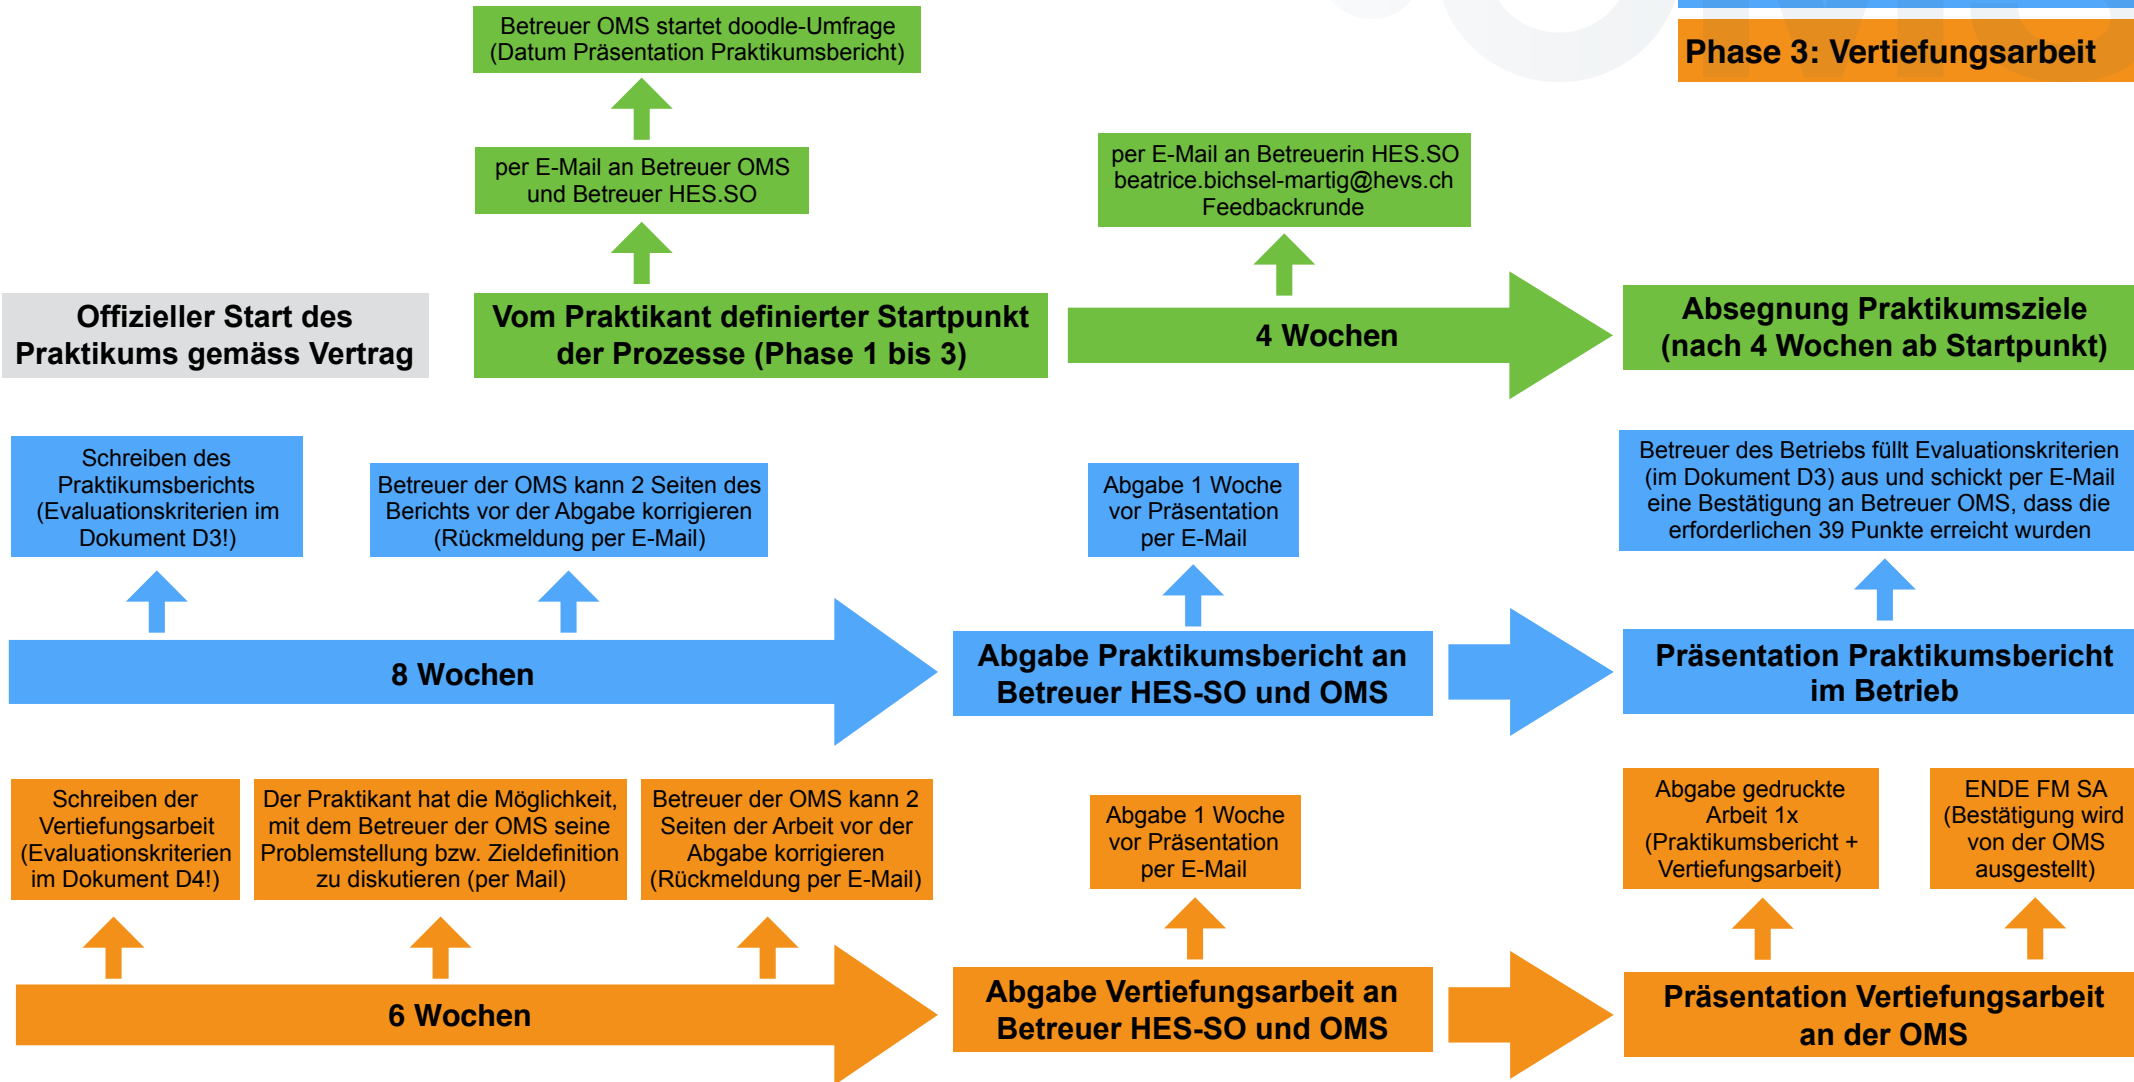 Phase 3: Vertiefungsarbeit
Betreuer OMS startet doodle-Umfrage
(Datum Präsentation Praktikumsbericht)
per E-Mail an Betreuer OMS
und Betreuer HES.SO
per E-Mail an Betreuerin HES.SO
beatrice.bichsel-martig@hevs.ch
Feedbackrunde
Offizieller Start des
Praktikums gemäss Vertrag
Vom Praktikant definierter Startpunkt
der Prozesse (Phase 1 bis 3)
4 Wochen
Absegnung Praktikumsziele
(nach 4 Wochen ab Startpunkt)
Schreiben des
Praktikumsberichts
(Evaluationskriterien im
Dokument D3!)
Betreuer der OMS kann 2 Seiten des
Berichts vor der Abgabe korrigieren
(Rückmeldung per E-Mail)
Abgabe 1 Woche
vor Präsentation
per E-Mail
Betreuer des Betriebs füllt Evaluationskriterien
(im Dokument D3) aus und schickt per E-Mail
eine Bestätigung an Betreuer OMS, dass die
erforderlichen 39 Punkte erreicht wurden
8 Wochen
Abgabe Praktikumsbericht an
Betreuer HES-SO und OMS
Präsentation Praktikumsbericht
im Betrieb
Schreiben der
Vertiefungsarbeit
(Evaluationskriterien
im Dokument D4!)
Der Praktikant hat die Möglichkeit,
mit dem Betreuer der OMS seine
Problemstellung bzw. Zieldefinition
zu diskutieren (per Mail)
Betreuer der OMS kann 2
Seiten der Arbeit vor der
Abgabe korrigieren
(Rückmeldung per E-Mail)
Abgabe 1 Woche
vor Präsentation
per E-Mail
Abgabe gedruckte
Arbeit 1x
(Praktikumsbericht +
Vertiefungsarbeit)
ENDE FM SA
(Bestätigung wird
von der OMS
ausgestellt)
6 Wochen
Abgabe Vertiefungsarbeit an
Betreuer HES-SO und OMS
Präsentation Vertiefungsarbeit
an der OMS